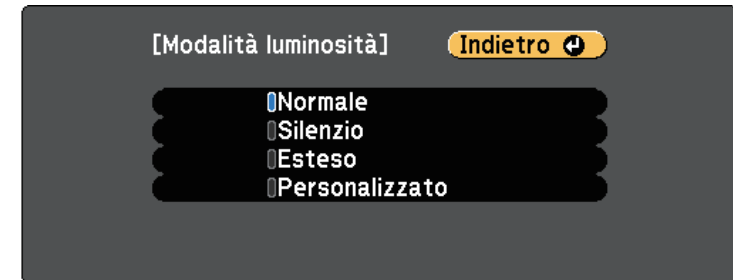 [Modalità luminosità] Indietro
Normale
Silenzio
Esteso
Personalizzato